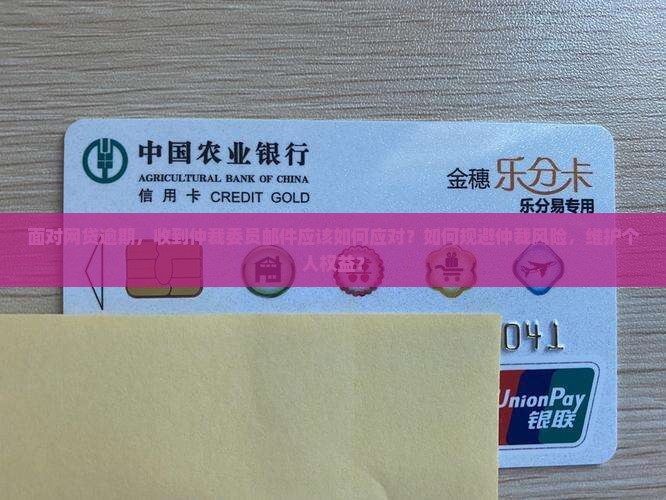 中国农业银行
AGRICULTURAL BANK OF CHINA
信用卡 CREDIT GOLD
金穗 乐分卡
乐分易专用
面对网贷逾期，收到仲裁委员邮件应该如何应对？如何规避仲裁风险，维护个
人权益？
041
UnionPay
银联